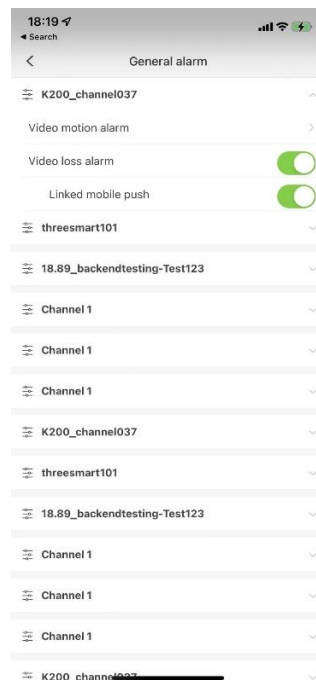 18:19
◀ Search
General alarm
K200_channel037
Video motion alarm
Video loss alarm
Linked mobile push
threesmart101
18.89_backendtesting-Test123
Channel 1
Channel 1
Channel 1
K200_channel037
threesmart101
18.89_backendtesting-Test123
Channel 1
Channel 1
Channel 1
K200_channel037